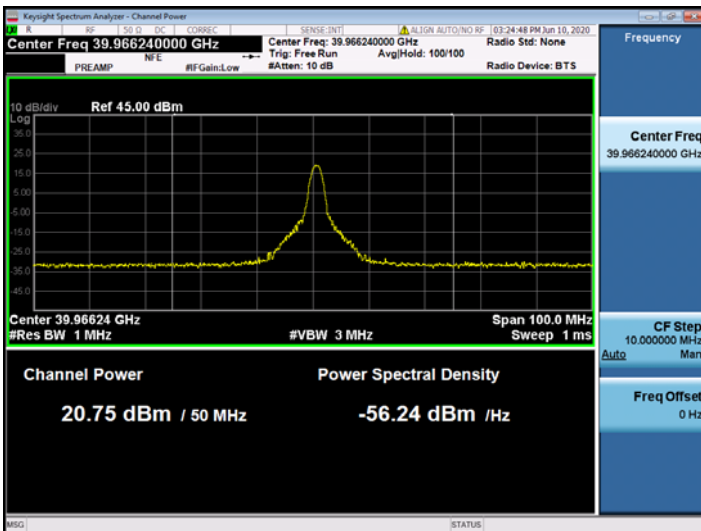 Keysight Spectrum Analyzer - Channel Power
R RF 50 Ω DC CORREC SENSE:INT ALIGN AUTO/NO RF 03:24:48 PM Jun 10, 2020
Center Freq 39.966240000 GHz
Center Freq: 39.966240000 GHz
Radio Std: None
NFE
Trig: Free Run
Avg|Hold: 100/100
PREAMP
#IFGain:Low
#Atten: 10 dB
Radio Device: BTS
10 dB/div Ref 45.00 dBm
Log
35.0
25.0
15.0
5.00
-5.00
-15.0
-25.0
-35.0
-45.0
Center 39.96624 GHz
Span 100.0 MHz
#Res BW 1 MHz
#VBW 3 MHz
Sweep 1 ms
Channel Power
Power Spectral Density
20.75 dBm / 50 MHz
-56.24 dBm /Hz
MSG
STATUS
Frequency
Center Freq
39.966240000 GHz
CF Step
10.000000 MHz
Auto Man
Freq Offset
0 Hz